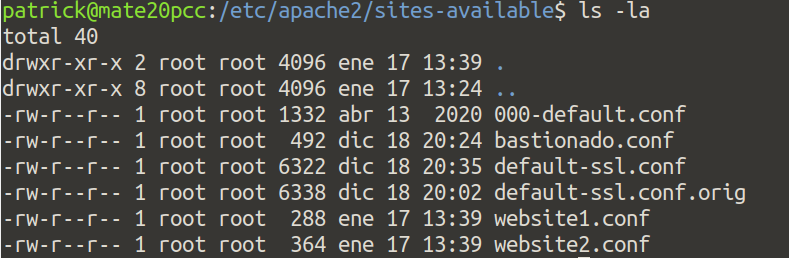 patrick@mate20pcc:/etc/apache2/sites-available$ ls -la
total 40
drwxr-xr-x 2 root root 4096 ene 17 13:39 .
drwxr-xr-x 8 root root 4096 ene 17 13:24 ..
-rw-r--r-- 1 root root 1332 abr 13  2020 000-default.conf
-rw-r--r-- 1 root root  492 dic 18 20:24 bastionado.conf
-rw-r--r-- 1 root root 6322 dic 18 20:35 default-ssl.conf
-rw-r--r-- 1 root root 6338 dic 18 20:02 default-ssl.conf.orig
-rw-r--r-- 1 root root  288 ene 17 13:39 website1.conf
-rw-r--r-- 1 root root  364 ene 17 13:39 website2.conf